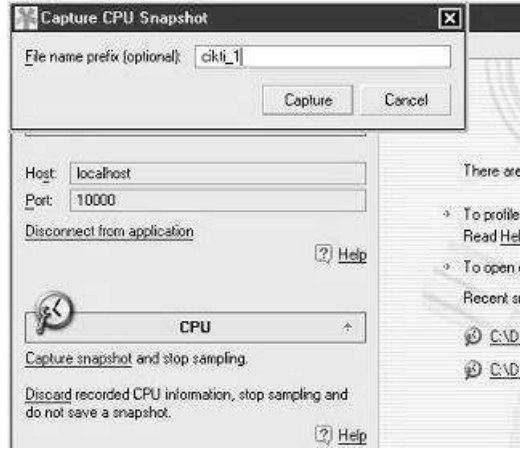 Capture CPU Snapshot
File name prefix (optional): cikti_1
Capture Cancel
Host: localhost
Port: 10000
Disconnect from application
Help
CPU
Capture snapshot and stop sampling.
Discard recorded CPU information, stop sampling and
do not save a snapshot.
Help
There are
To profile
Read Hel
To open
Recent s
C:\D
C:\D